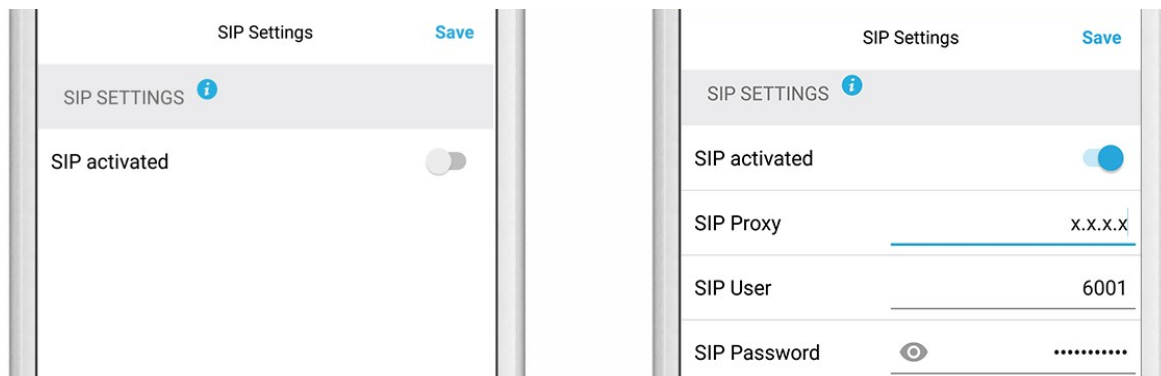 SIP Settings
Save
SIP SETTINGS i
SIP activated
SIP Settings
Save
SIP SETTINGS i
SIP activated
SIP Proxy
x.x.x.x
SIP User
6001
SIP Password
•••••••••••